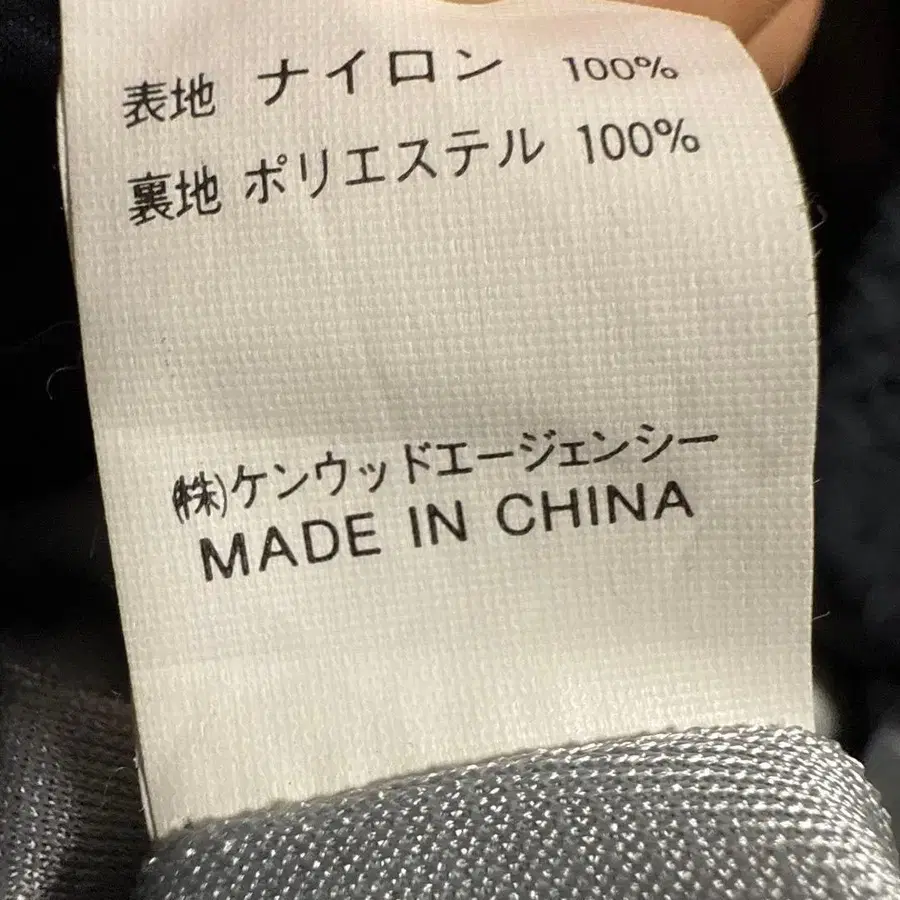 表地 ナイロン 100%
裏地 ポリエステル 100%
㈱ケンウッドエージェンシー
MADE IN CHINA